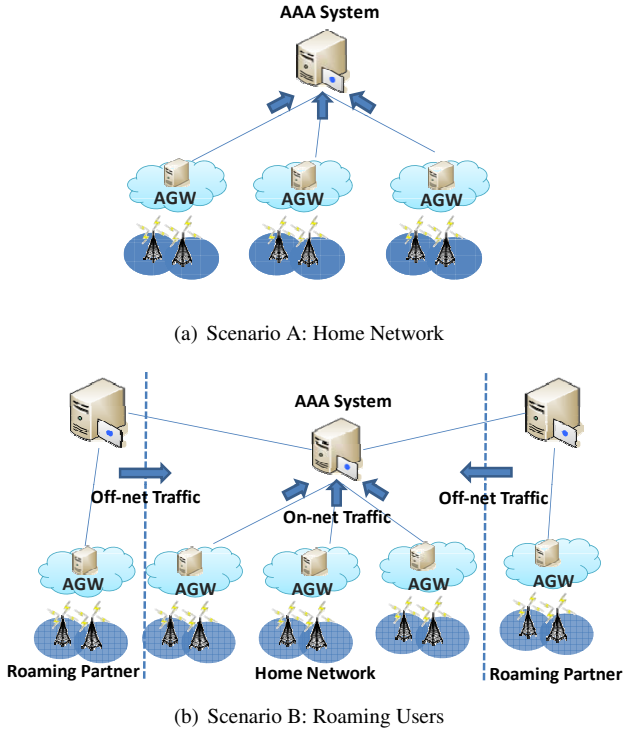 AAA System
AGW AGW AGW
(a) Scenario A: Home Network
AAA System
Off-net Traffic Off-net Traffic
On-net Traffic
AGW AGW AGW AGW AGW
Roaming Partner Home Network Roaming Partner
(b) Scenario B: Roaming Users